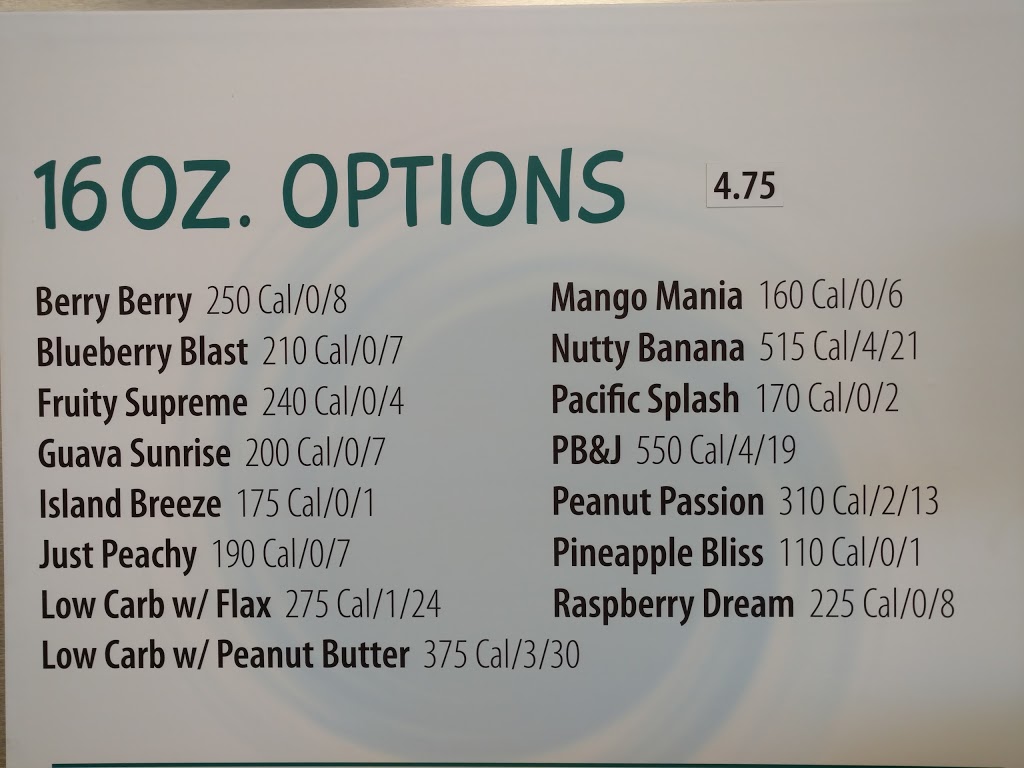 16 OZ. OPTIONS 4.75
Berry Berry 250 Cal/0/8
Blueberry Blast 210 Cal/0/7
Fruity Supreme 240 Cal/0/4
Guava Sunrise 200 Cal/0/7
Island Breeze 175 Cal/0/1
Just Peachy 190 Cal/0/7
Low Carb w/ Flax 275 Cal/1/24
Low Carb w/ Peanut Butter 375 Cal/3/30
Mango Mania 160 Cal/0/6
Nutty Banana 515 Cal/4/21
Pacific Splash 170 Cal/0/2
PB&J 550 Cal/4/19
Peanut Passion 310 Cal/2/13
Pineapple Bliss 110 Cal/0/1
Raspberry Dream 225 Cal/0/8